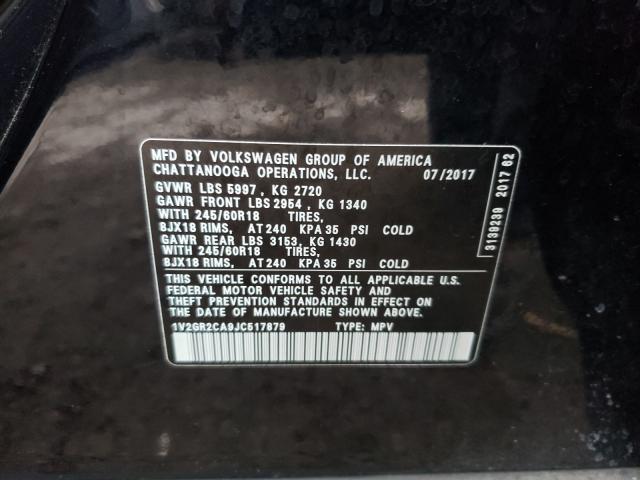 MFD BY VOLKSWAGEN GROUP OF AMERICA
CHATTANOOGA OPERATIONS, LLC. 07/2017
GVWR LBS 5997, KG 2720
GAWR FRONT LBS 2954, KG 1340
WITH 245/60R18 TIRES,
8JX18 RIMS, AT 240 KPA 35 PSI COLD
GAWR REAR LBS 3153, KG 1430
WITH 245/60R18 TIRES,
8JX18 RIMS, AT 240 KPA 35 PSI COLD
THIS VEHICLE CONFORMS TO ALL APPLICABLE U.S.
FEDERAL MOTOR VEHICLE SAFETY AND
THEFT PREVENTION STANDARDS IN EFFECT ON
THE DATE OF MANUFACTURE SHOWN ABOVE.
1V2GR2CA9JC517879 TYPE: MPV
3139239 2017 62